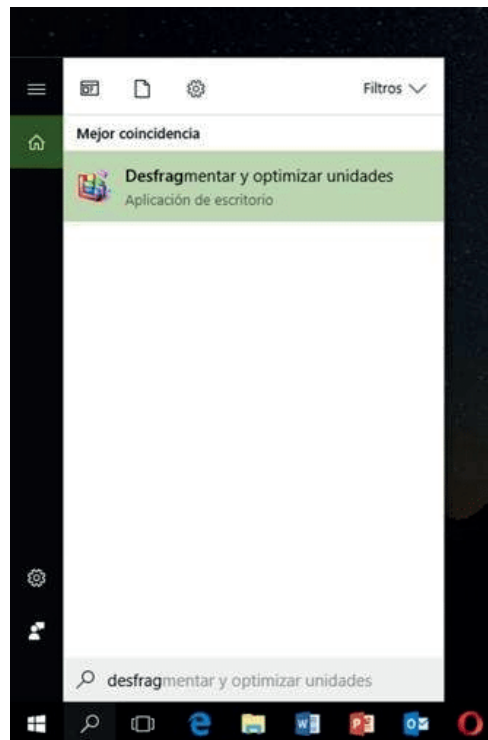 Filtros
Mejor coincidencia
Desfragmentar y optimizar unidades
Aplicación de escritorio
desfragmentar y optimizar unidades